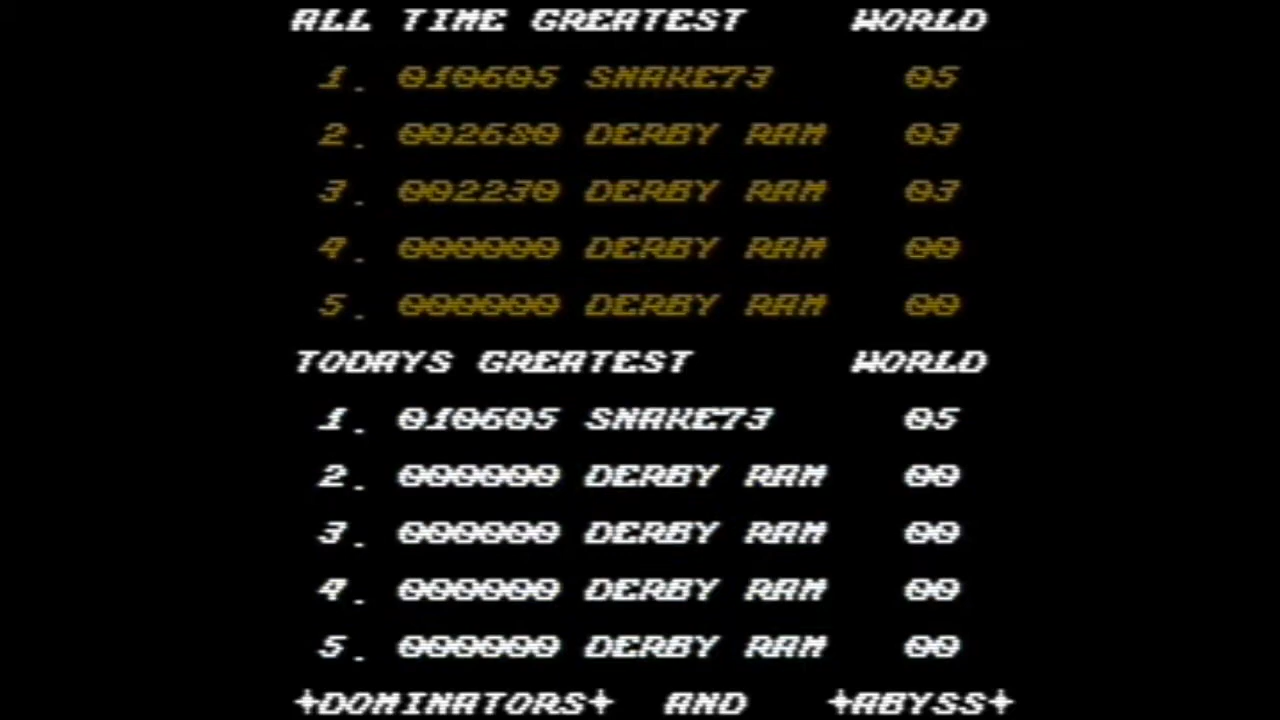 ALL TIME GREATEST WORLD
1. 010605 SNAKE73 05
2. 002680 DERBY RAM 03
3. 002230 DERBY RAM 03
4. 000000 DERBY RAM 00
5. 000000 DERBY RAM 00
TODAYS GREATEST WORLD
1. 010605 SNAKE73 05
2. 000000 DERBY RAM 00
3. 000000 DERBY RAM 00
4. 000000 DERBY RAM 00
5. 000000 DERBY RAM 00
+DOMINATORS+ AND +ABYSS+